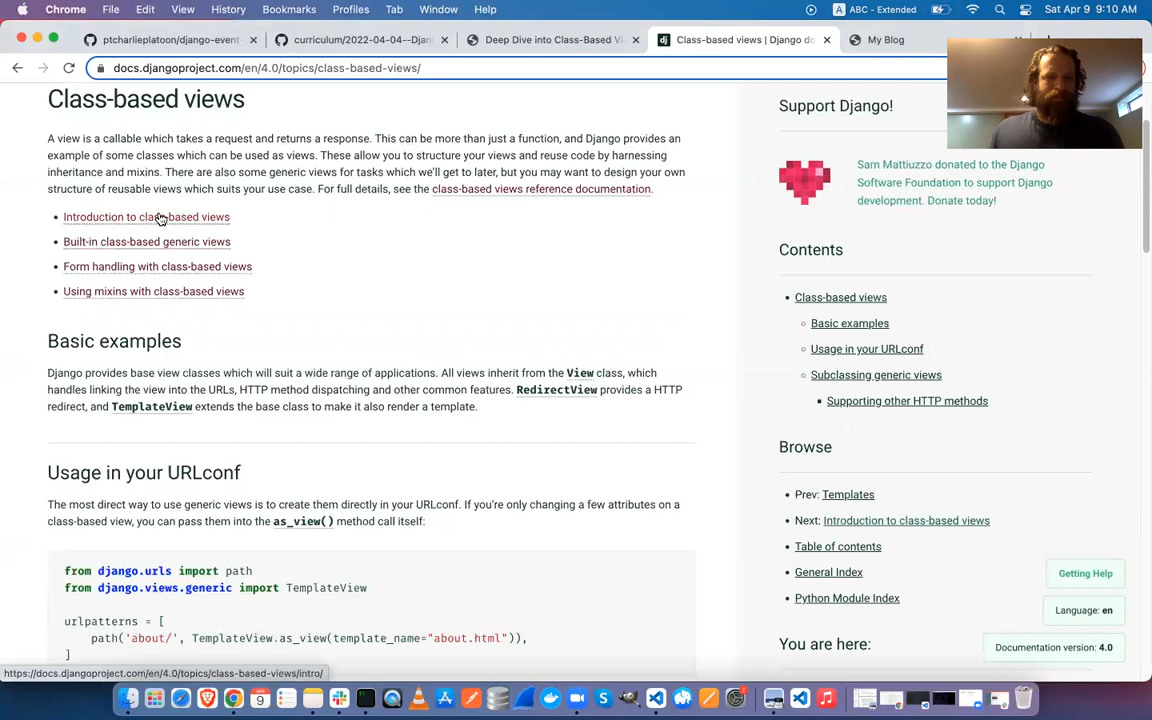 Chrome File Edit View History Bookmarks Profiles Tab Window Help
A ABC - Extended Sat Apr 9 9:10 AM
ptcharlieplatoon/django-event
curriculum/2022-04-04--Djan
Deep Dive into Class-Based Vi
Class-based views | Django do
My Blog
docs.djangoproject.com/en/4.0/topics/class-based-views/
Class-based views
A view is a callable which takes a request and returns a response. This can be more than just a function, and Django provides an
example of some classes which can be used as views. These allow you to structure your views and reuse code by harnessing
inheritance and mixins. There are also some generic views for tasks which we'll get to later, but you may want to design your own
structure of reusable views which suits your use case. For full details, see the class-based views reference documentation.
• Introduction to class-based views
• Built-in class-based generic views
• Form handling with class-based views
• Using mixins with class-based views
Basic examples
Django provides base view classes which will suit a wide range of applications. All views inherit from the View class, which
handles linking the view into the URLs, HTTP method dispatching and other common features. RedirectView provides a HTTP
redirect, and TemplateView extends the base class to make it also render a template.
Usage in your URLconf
The most direct way to use generic views is to create them directly in your URLconf. If you're only changing a few attributes on a
class-based view, you can pass them into the as_view() method call itself:
from django.urls import path
from django.views.generic import TemplateView
urlpatterns = [
path('about/', TemplateView.as_view(template_name="about.html")),
]
https://docs.djangoproject.com/en/4.0/topics/class-based-views/intro/
Support Django!
dj
Sam Mattiuzzo donated to the Django
Software Foundation to support Django
development. Donate today!
Contents
• Class-based views
Basic examples
Usage in your URLconf
Subclassing generic views
Supporting other HTTP methods
Browse
• Prev: Templates
• Next: Introduction to class-based views
• Table of contents
• General Index
• Python Module Index
You are here:
Getting Help
Language: en
Documentation version: 4.0